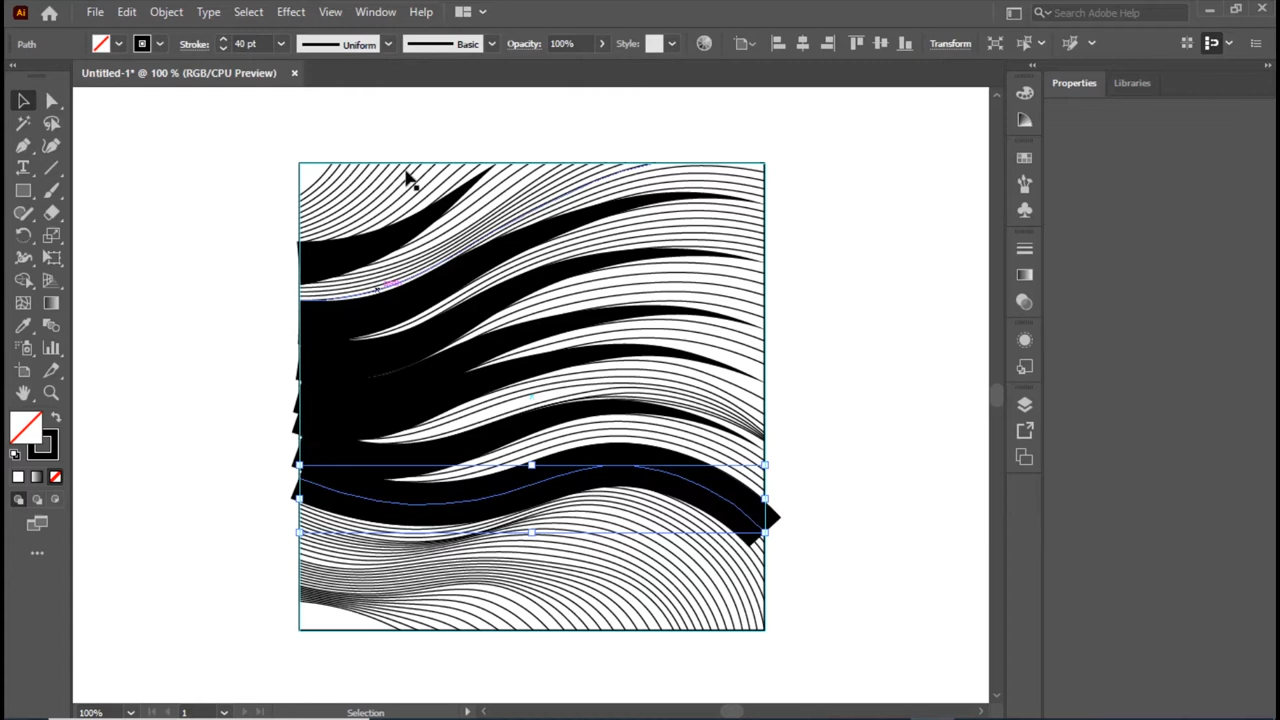 Ai File Edit Object Type Select Effect View Window Help Search Adobe Help
Path Stroke: 40 pt Uniform Basic Opacity: 100% Style: Transform
Untitled-1* @ 100 % (RGB/CPU Preview)
Properties Libraries
100% 1 Selection